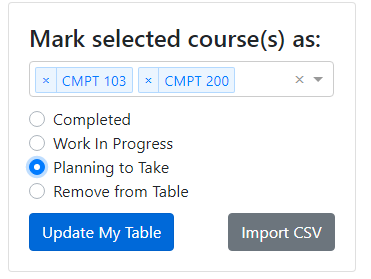 Mark selected course(s) as:
× CMPT 103 × CMPT 200 ×
Completed
Work In Progress
Planning to Take
Remove from Table
Update My Table Import CSV